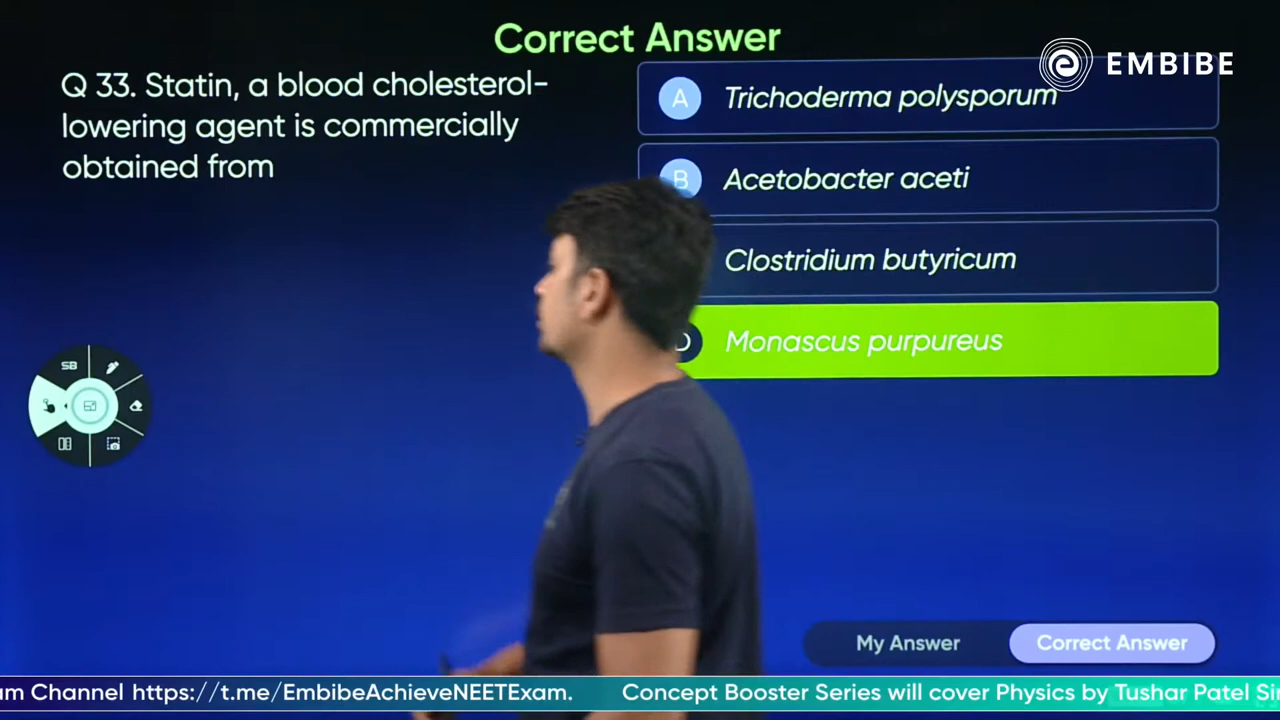 Correct Answer
EMBIBE
Q 33. Statin, a blood cholesterol-
lowering agent is commercially
obtained from
A Trichoderma polysporum
B Acetobacter aceti
Clostridium butyricum
D Monascus purpureus
SB
My Answer
Correct Answer
am Channel https://t.me/EmbibeAchieveNEETExam. Concept Booster Series will cover Physics by Tushar Patel Sir